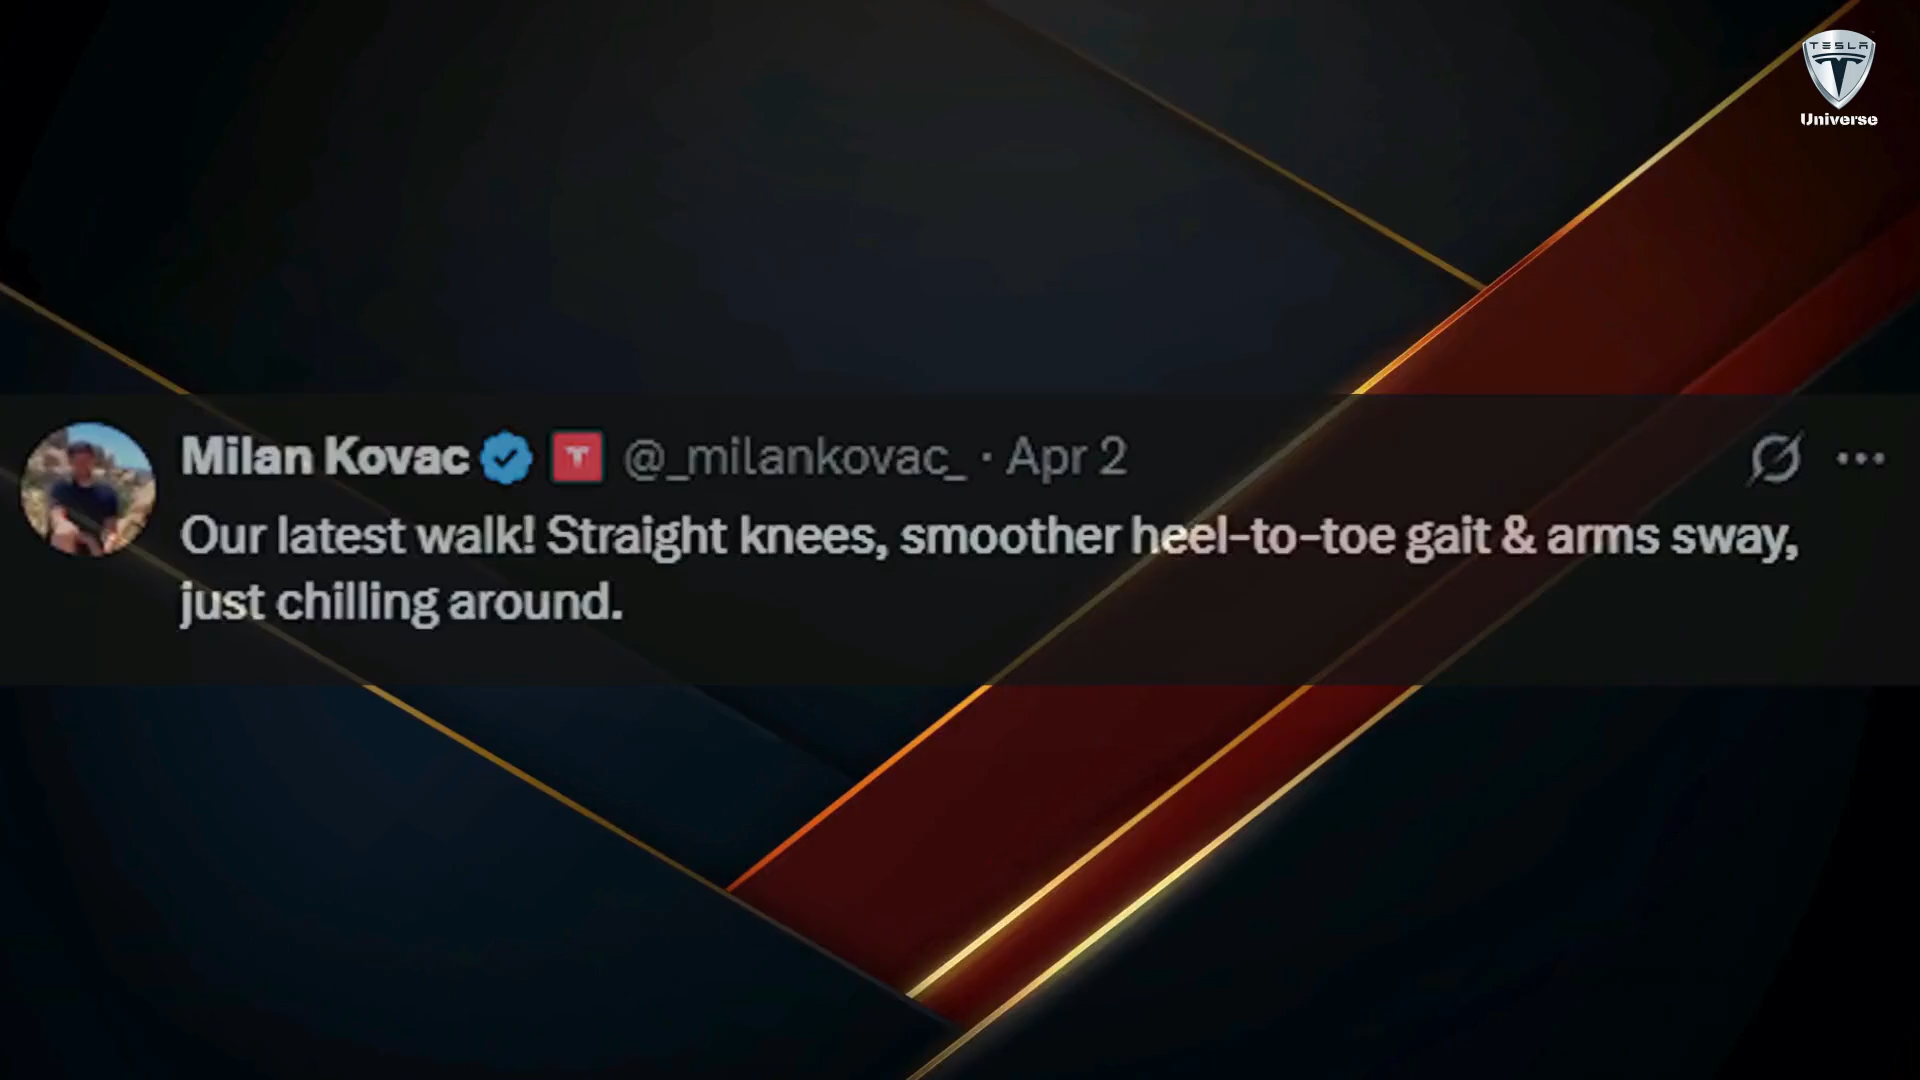 TESLA
Universe
Milan Kovac @_milankovac_ · Apr 2
Our latest walk! Straight knees, smoother heel-to-toe gait & arms sway,
just chilling around.